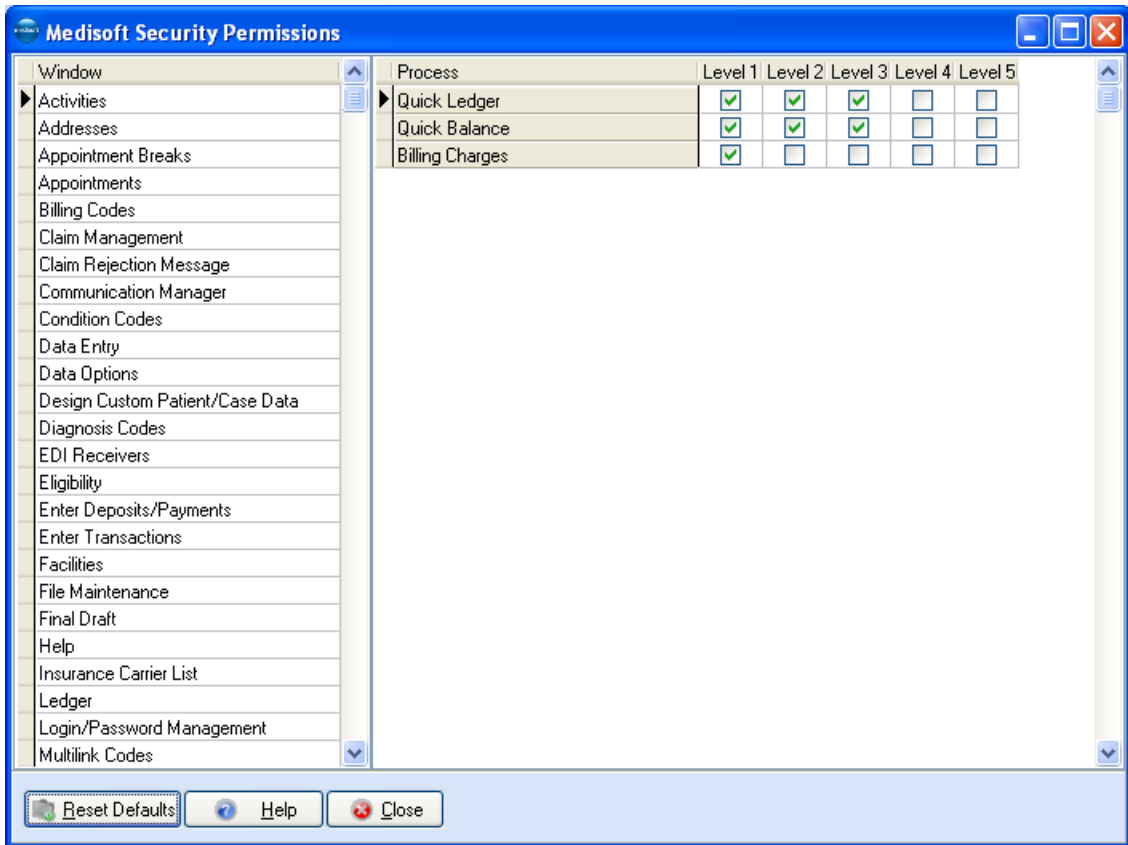 Medisoft Security Permissions
Window
Activities
Addresses
Appointment Breaks
Appointments
Billing Codes
Claim Management
Claim Rejection Message
Communication Manager
Condition Codes
Data Entry
Data Options
Design Custom Patient/Case Data
Diagnosis Codes
EDI Receivers
Eligibility
Enter Deposits/Payments
Enter Transactions
Facilities
File Maintenance
Final Draft
Help
Insurance Carrier List
Ledger
Login/Password Management
Multilink Codes
Process Level 1 Level 2 Level 3 Level 4 Level 5
Quick Ledger
Quick Balance
Billing Charges
Reset Defaults Help Close